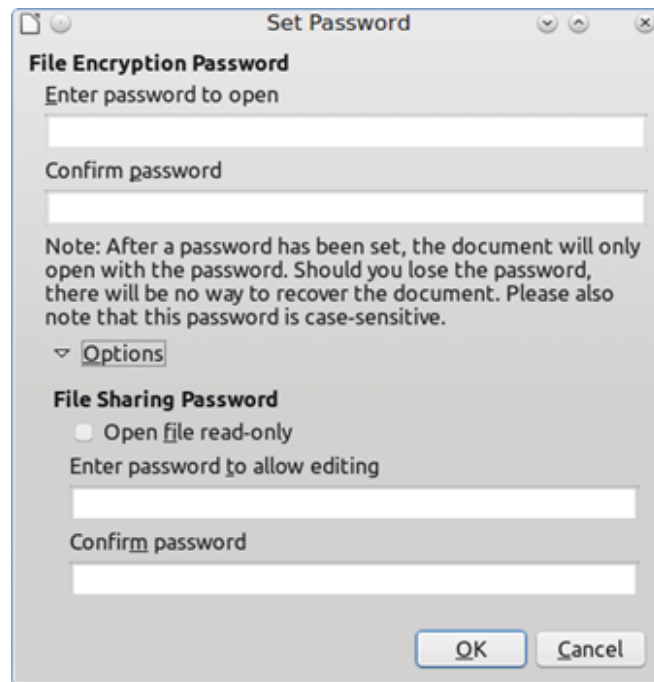 Set Password
File Encryption Password
Enter password to open
Confirm password
Note: After a password has been set, the document will only
open with the password. Should you lose the password,
there will be no way to recover the document. Please also
note that this password is case-sensitive.
Options
File Sharing Password
Open file read-only
Enter password to allow editing
Confirm password
OK Cancel